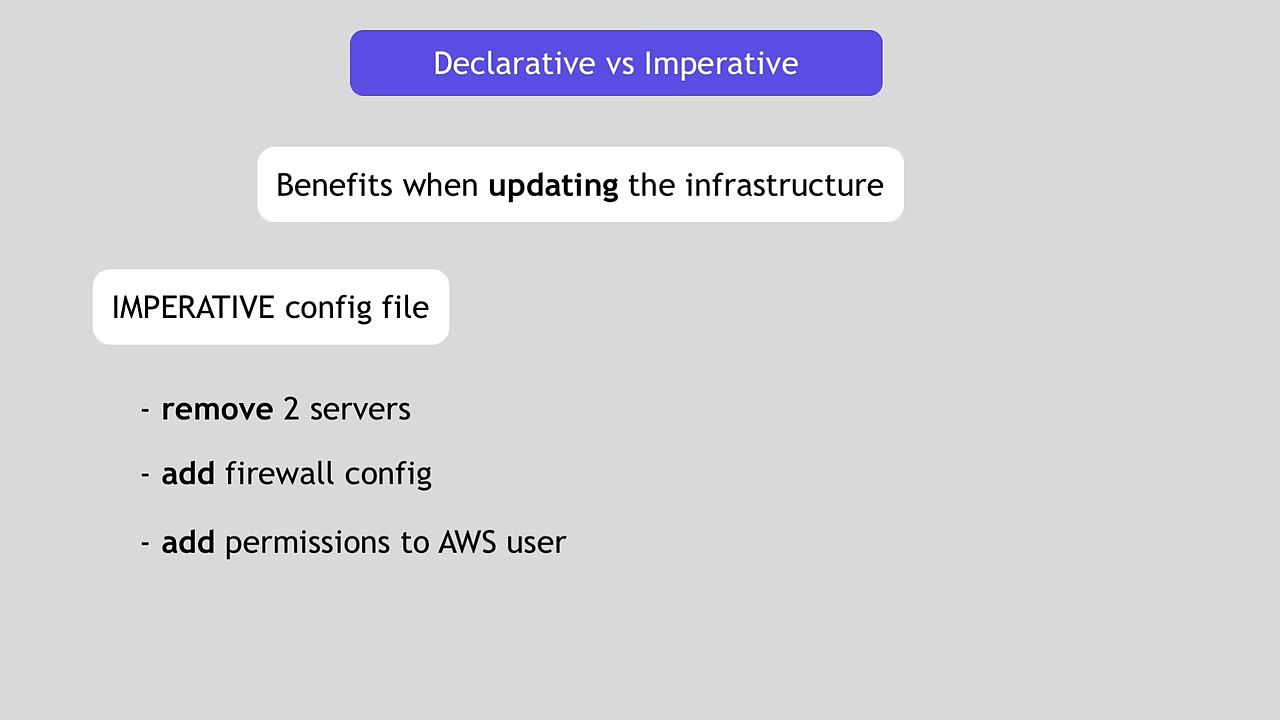 Declarative vs Imperative
Benefits when updating the infrastructure
IMPERATIVE config file
- remove 2 servers
- add firewall config
- add permissions to AWS user